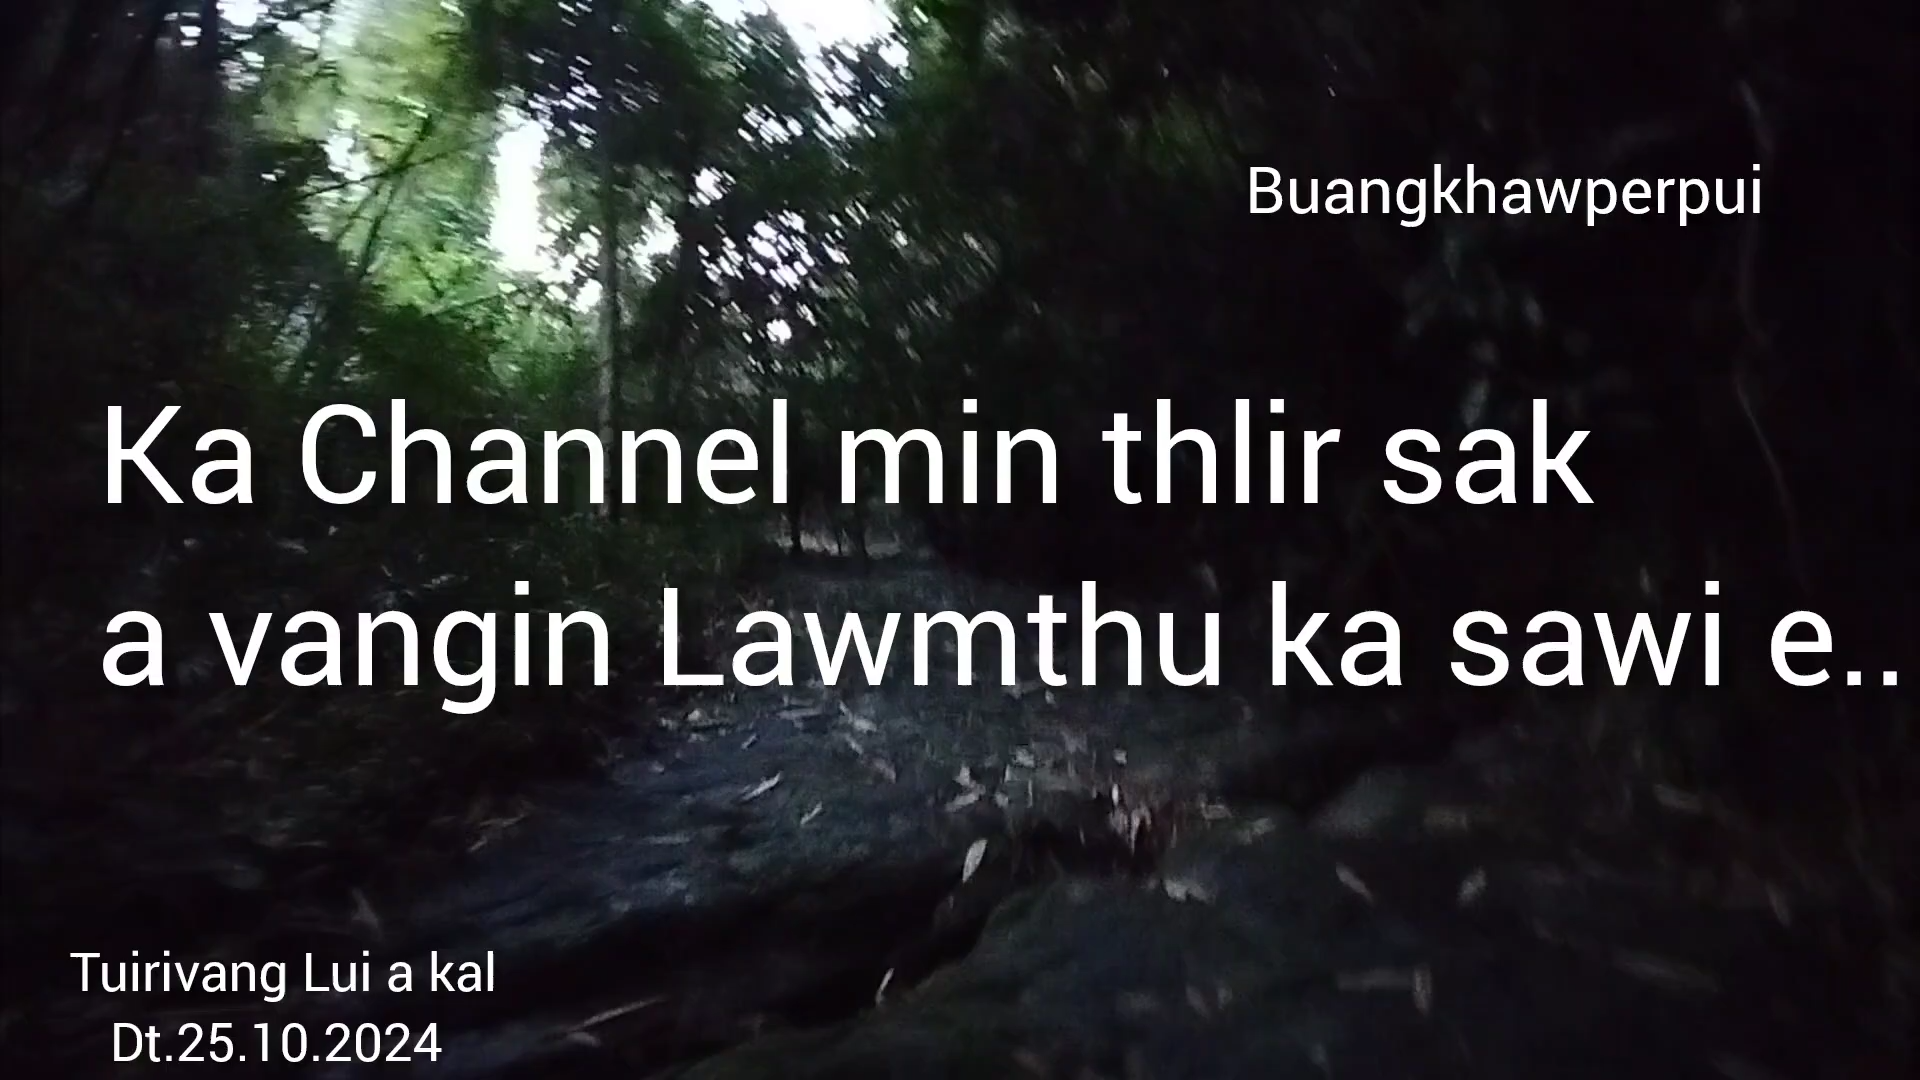 Buangkhawperpui
Ka Channel min thlir sak
a vangin Lawmthu ka sawi e..
Tuirivang Lui a kal
Dt.25.10.2024